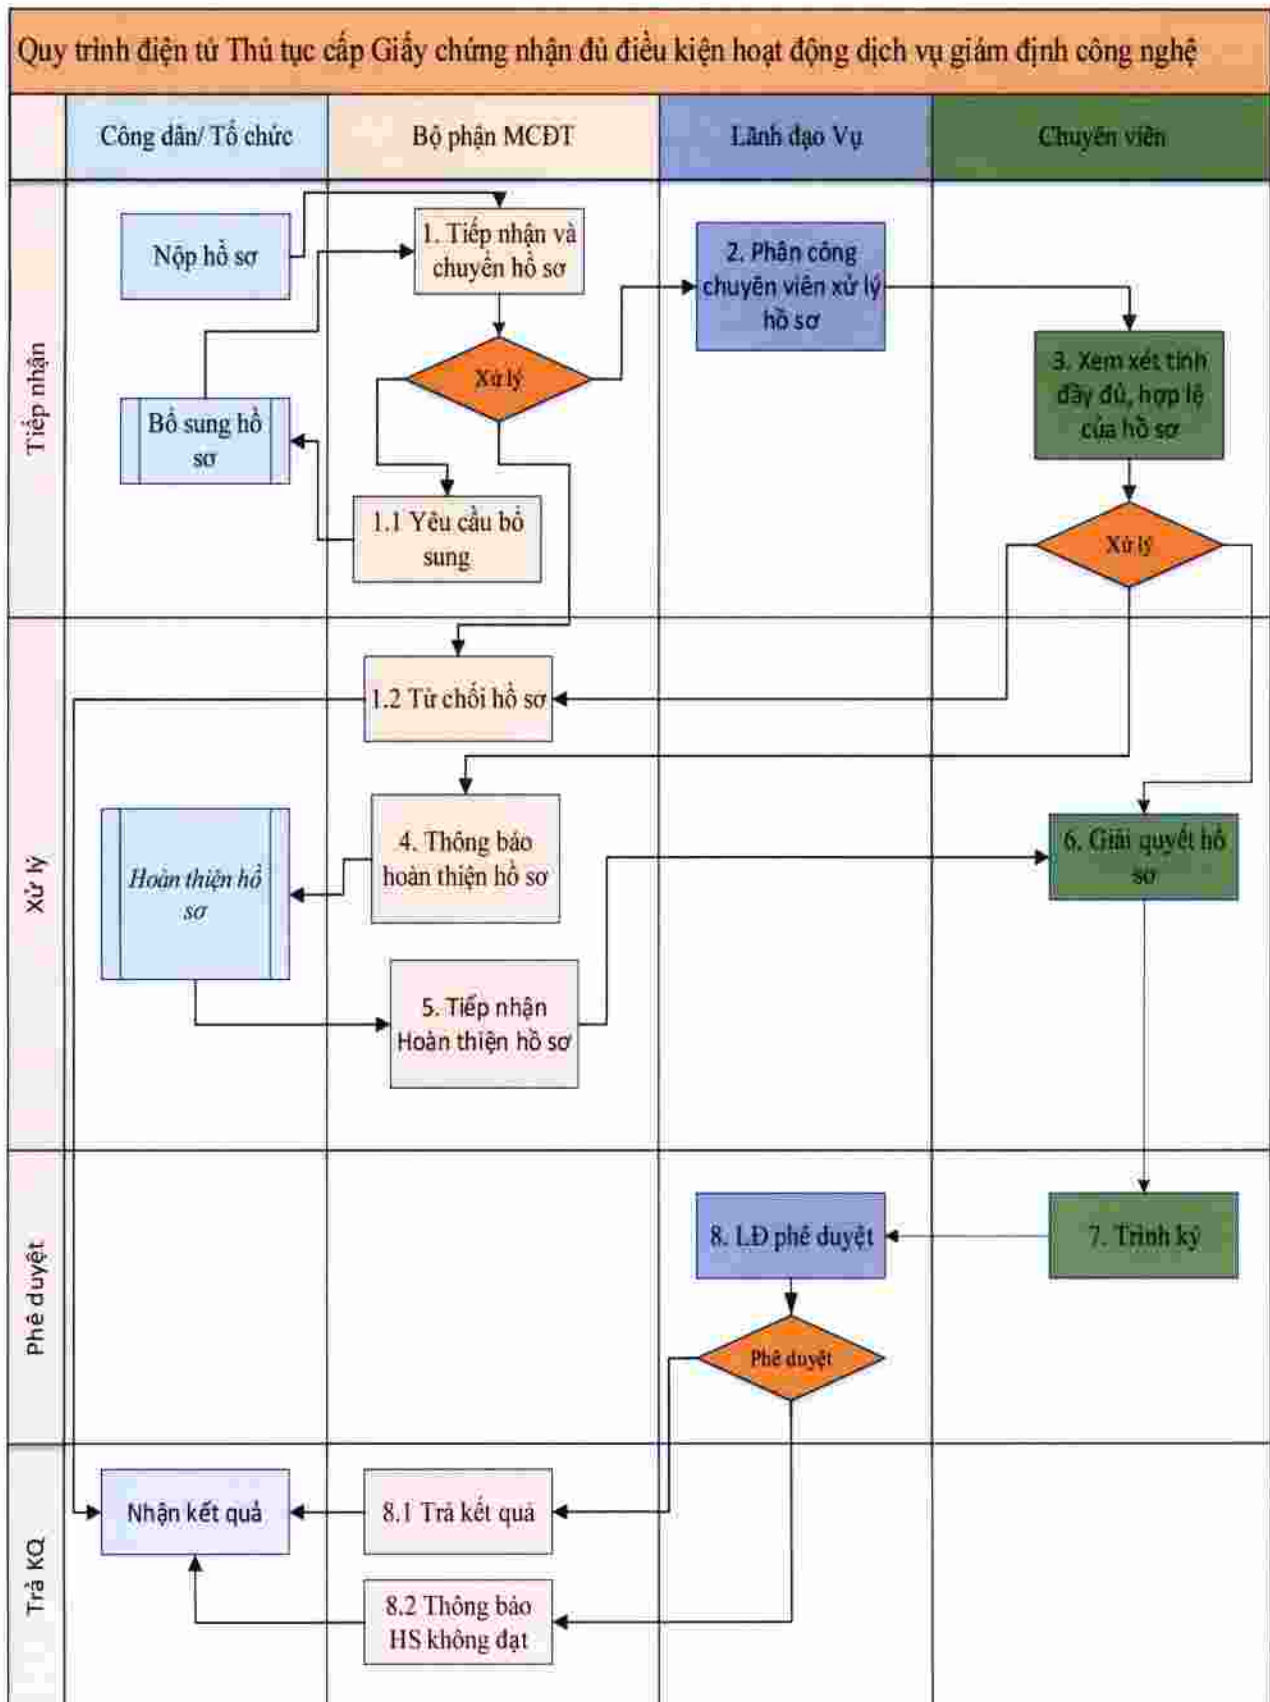 Quy trình điện tử Thủ tục cấp Giấy chứng nhận đủ điều kiện hoạt động dịch vụ giám định công nghệ
Công dân/ Tổ chức
Bộ phận MCĐT
Lãnh đạo Vụ
Chuyên viên
Tiếp nhận
Nộp hồ sơ
1. Tiếp nhận và
chuyển hồ sơ
2. Phân công
chuyên viên xử lý
hồ sơ
Xử lý
3. Xem xét tính
đầy đủ, hợp lệ
của hồ sơ
Bổ sung hồ
sơ
1.1 Yêu cầu bổ
sung
Xử lý
Xử lý
1.2 Từ chối hồ sơ
4. Thông báo
hoàn thiện hồ sơ
Hoàn thiện hồ
sơ
6. Giải quyết hồ
sơ
5. Tiếp nhận
Hoàn thiện hồ sơ
Phê duyệt
8. LĐ phê duyệt
7. Trình ký
Phê duyệt
Trả KQ
Nhận kết quả
8.1 Trả kết quả
8.2 Thông báo
HS không đạt